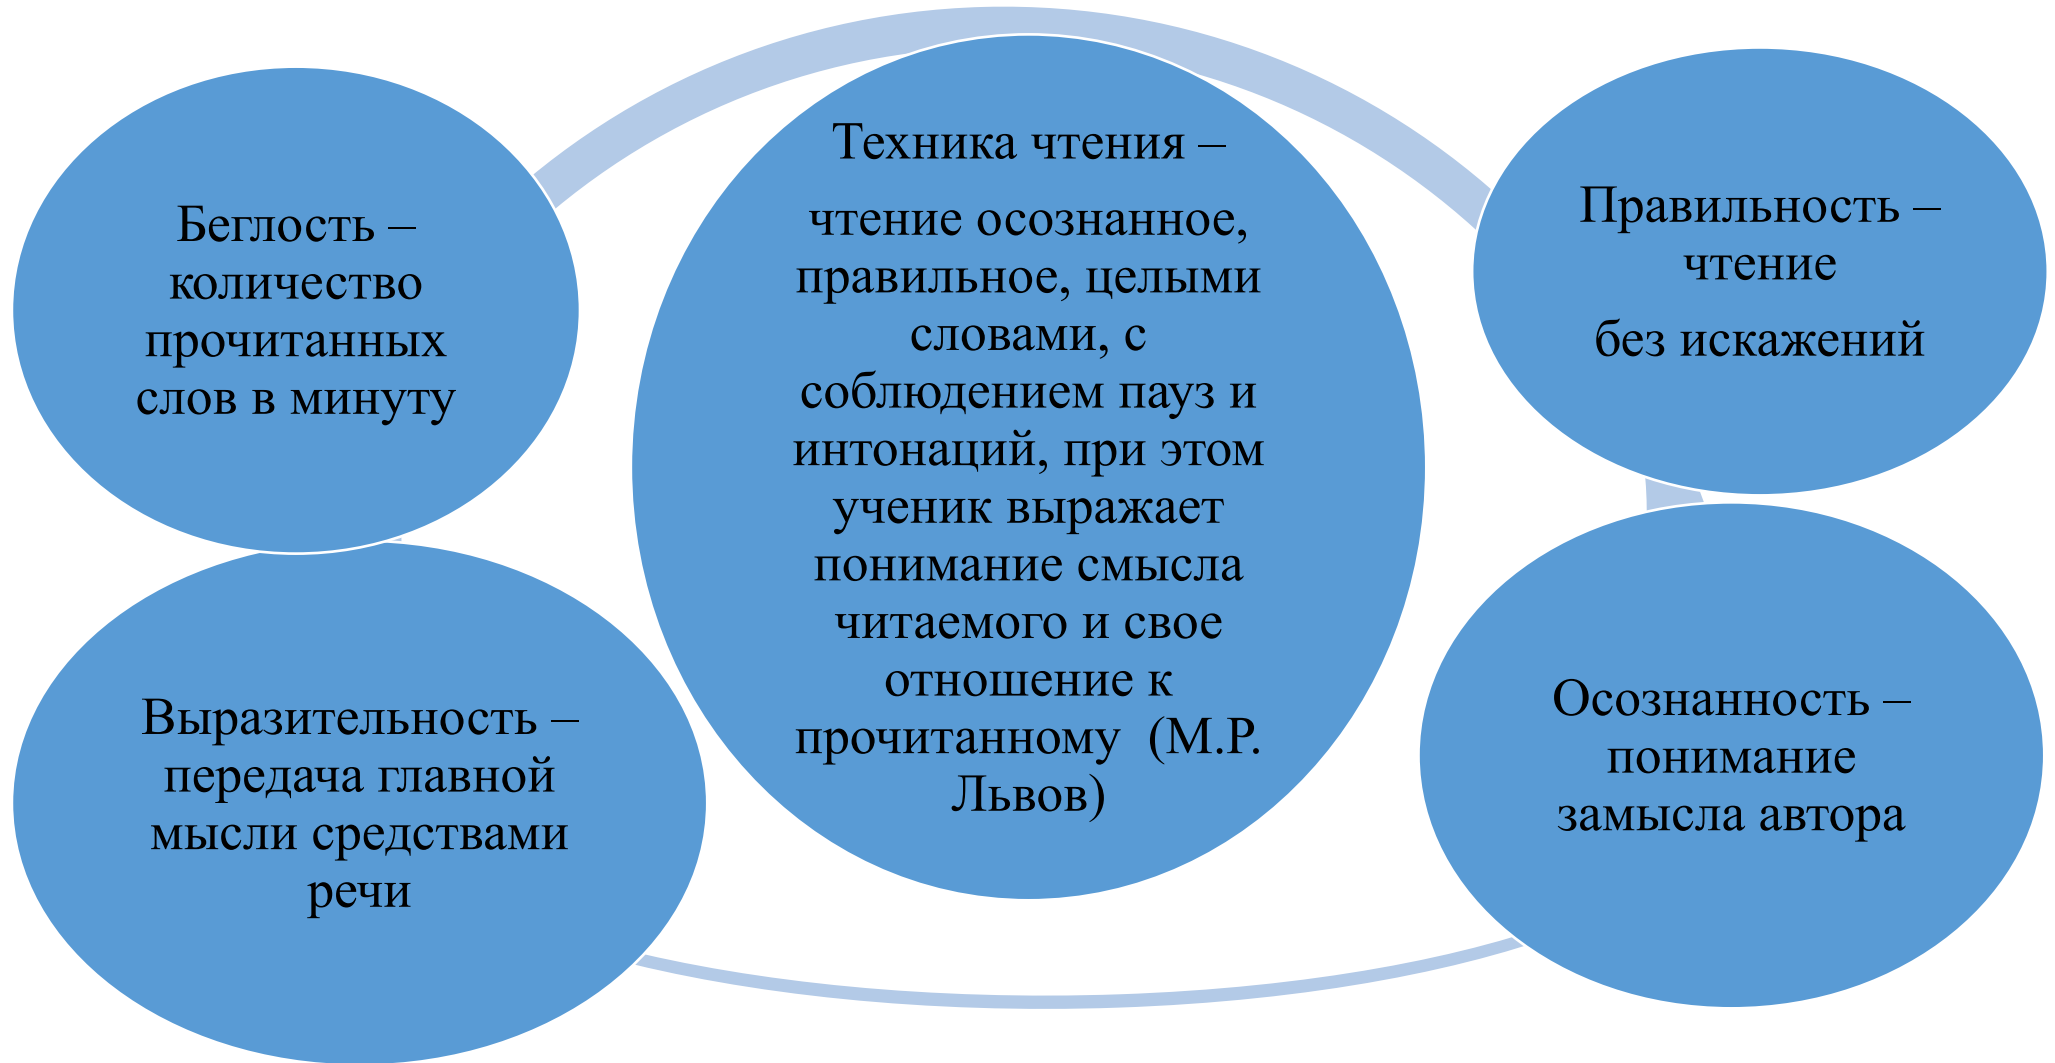 Техника чтения –
чтение осознанное,
правильное, целыми
словами, с
соблюдением пауз и
интонаций, при этом
ученик выражает
понимание смысла
читаемого и свое
отношение к
прочитанному (М.Р.
Львов)
Правильность –
чтение
без искажений
Осознанность –
понимание
замысла автора
Выразительность –
передача главной
мысли средствами
речи
Беглость –
количество
прочитанных
слов в минуту